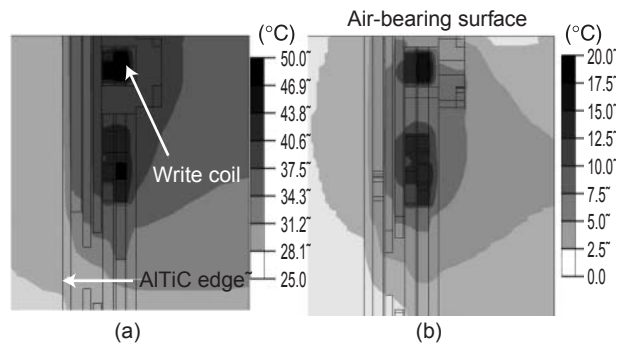 Air-bearing surface
(°C)
50.0~
46.9~
43.8~
40.6~
37.5~
34.3~
31.2~
28.1~
25.0
Write coil
AlTiC edge~
(a)
(°C)
20.0~
17.5~
15.0~
12.5~
10.0~
7.5~
5.0~
2.5~
0.0
(b)